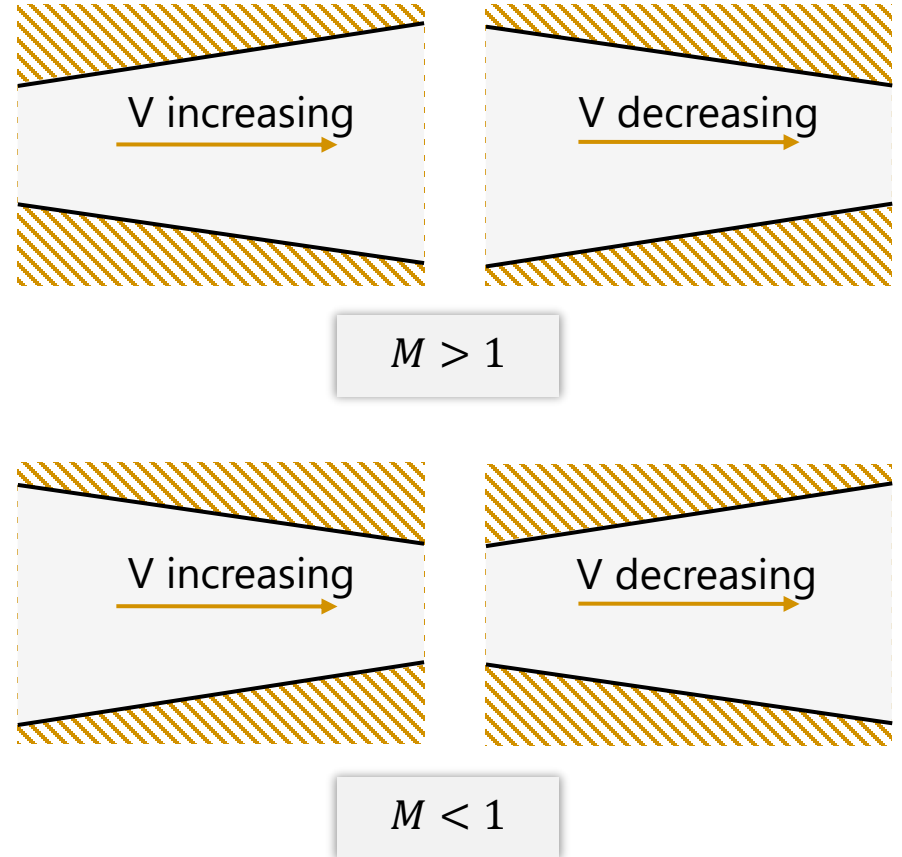 V increasing
V decreasing
M > 1
V increasing
V decreasing
M < 1